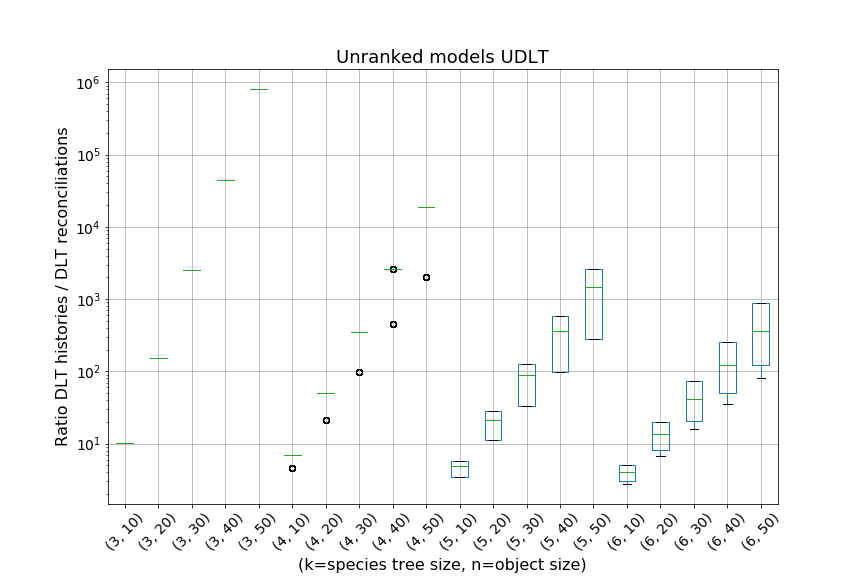 Unranked models UDLT
Ratio DLT histories / DLT reconciliations
10^6
10^5
10^4
10^3
10^2
10^1
(3, 10) (3, 20) (3, 30) (3, 40) (3, 50) (4, 10) (4, 20) (4, 30) (4, 40) (4, 50) (5, 10) (5, 20) (5, 30) (5, 40) (5, 50) (6, 10) (6, 20) (6, 30) (6, 40) (6, 50)
(k=species tree size, n=object size)